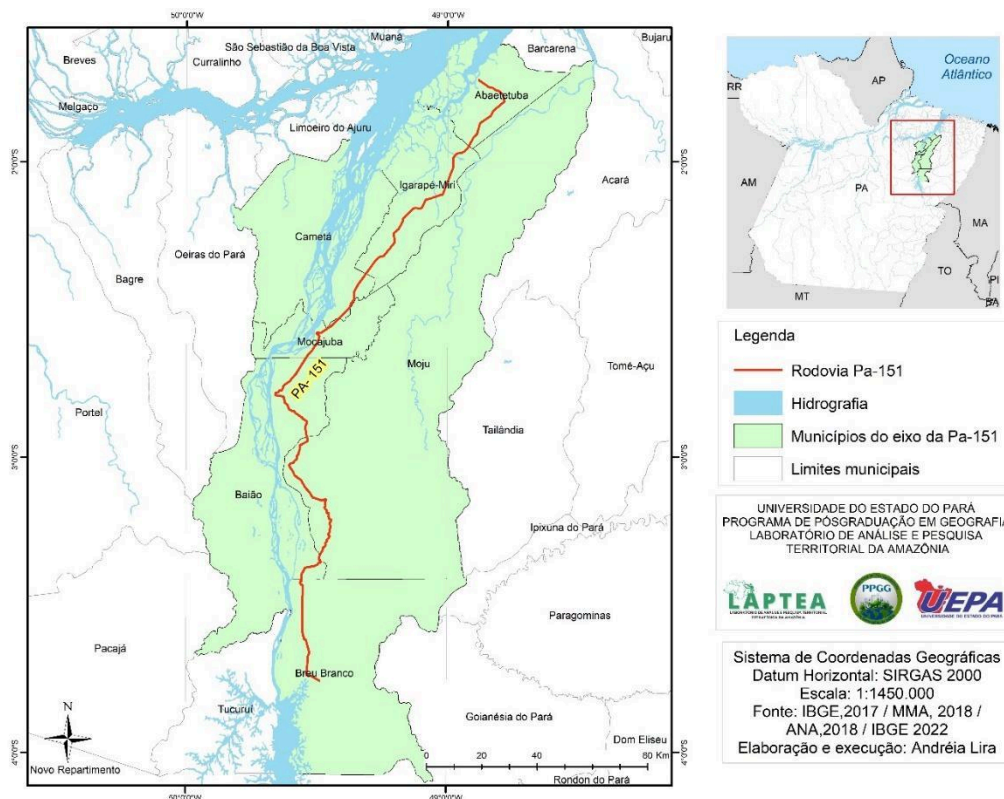 50°0'0"O
49°0'0"O
Muaná
Bujaru
São Sebastião da Boa Vista
Barcarena
Breves
Curralinho
Melgaço
Abaetetuba
Limoeiro do Ajuru
2°0'0"S
2°0'0"S
Igarapé-Miri
Acará
Cametá
Oeiras do Pará
Bagre
Mocajuba
Moju
Tomé-Açu
PA- 151
Portel
Tailândia
3°0'0"S
3°0'0"S
Baião
Ipixuna do Pará
Paragominas
Pacajá
Breu Branco
Tucuruí
Goianésia do Pará
N
Dom Eliseu
4°0'0"S
4°0'0"S
0 20 40 60 80 Km
Novo Repartimento
Rondon do Pará
50°0'0"O
49°0'0"O
Oceano
Atlântico
AP
RR
AM
PA
MA
TO
PI
MT
BA
Legenda
Rodovia Pa-151
Hidrografia
Municípios do eixo da Pa-151
Limites municipais
UNIVERSIDADE DO ESTADO DO PARÁ
PROGRAMA DE PÓSGRADUAÇÃO EM GEOGRAFIA
LABORATÓRIO DE ANÁLISE E PESQUISA
TERRITORIAL DA AMAZÔNIA
LAPTEA
PPGG
UEPA
UNIVERSIDADE DO ESTADO DO PARÁ
Sistema de Coordenadas Geográficas
Datum Horizontal: SIRGAS 2000
Escala: 1:1450.000
Fonte: IBGE,2017 / MMA, 2018 /
ANA,2018 / IBGE 2022
Elaboração e execução: Andréia Lira